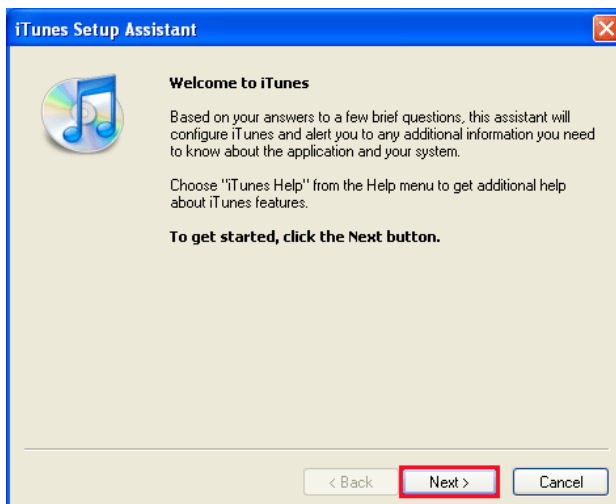 iTunes Setup Assistant
Welcome to iTunes
Based on your answers to a few brief questions, this assistant will
configure iTunes and alert you to any additional information you need
to know about the application and your system.
Choose "iTunes Help" from the Help menu to get additional help
about iTunes features.
To get started, click the Next button.
< Back
Next >
Cancel